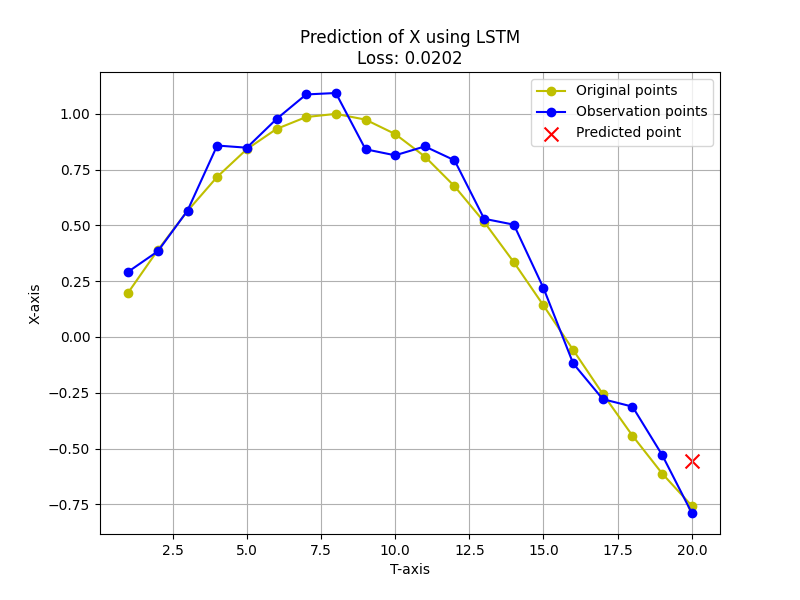 Prediction of X using LSTM
Loss: 0.0202
Original points
Observation points
Predicted point
X-axis
1.00
0.75
0.50
0.25
0.00
−0.25
−0.50
−0.75
2.5 5.0 7.5 10.0 12.5 15.0 17.5 20.0
T-axis